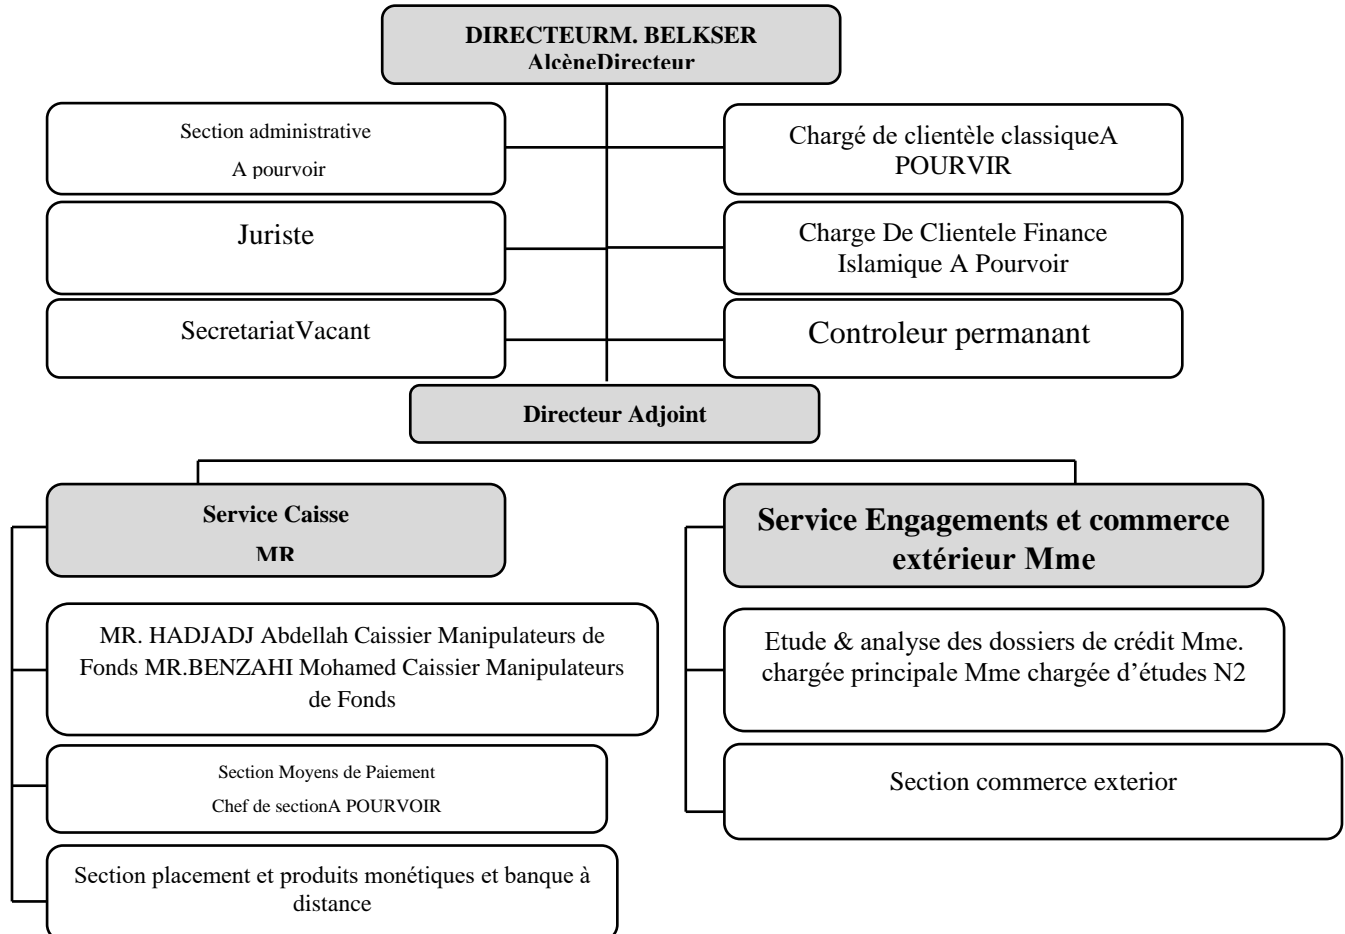 DIRECTEURM. BELKSER
AlcèneDirecteur
Section administrative
A pourvoir
Chargé de clientèle classiqueA
POURVIR
Juriste
Charge De Clientele Finance
Islamique A Pourvoir
SecretariatVacant
Controleur permanant
Directeur Adjoint
Service Caisse
MR
Service Engagements et commerce
extérieur Mme
MR. HADJADJ Abdellah Caissier Manipulateurs de
Fonds MR.BENZAHI Mohamed Caissier Manipulateurs
de Fonds
Etude & analyse des dossiers de crédit Mme.
chargée principale Mme chargée d’études N2
Section Moyens de Paiement
Chef de sectionA POURVOIR
Section commerce exterior
Section placement et produits monétiques et banque à
distance